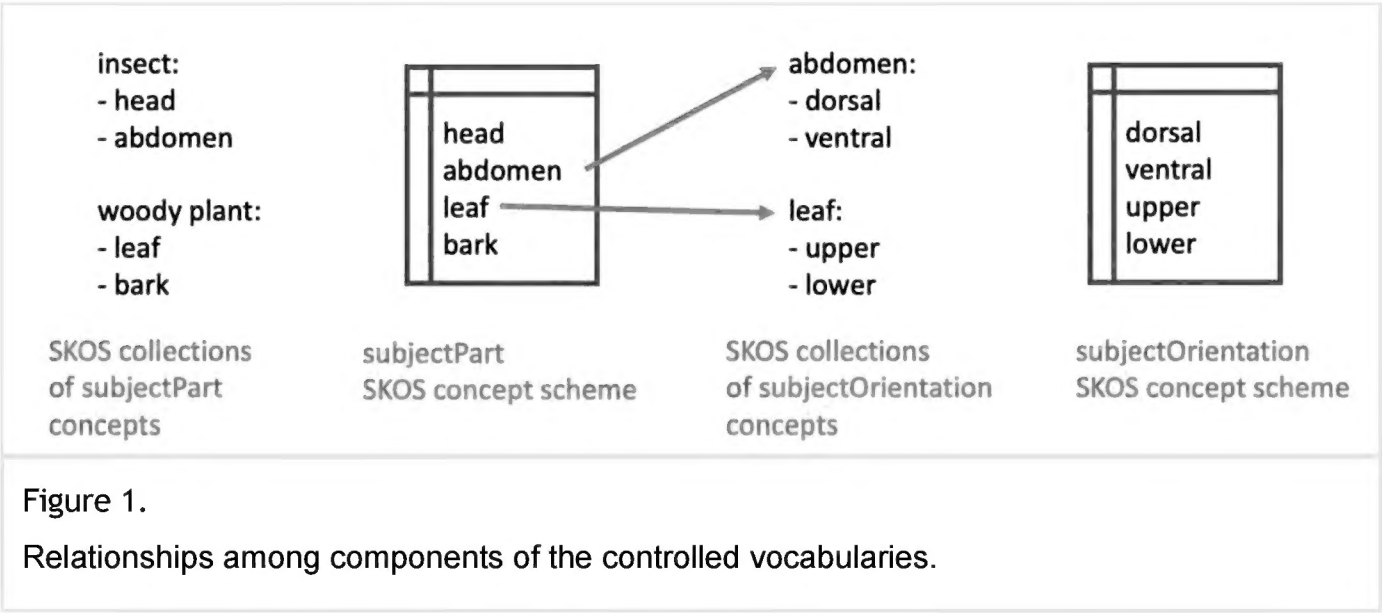 insect:
- head
- abdomen
woody plant:
- leaf
- bark
SKOS collections
of subjectPart
concepts
head
abdomen
leaf
bark
subjectPart
SKOS concept scheme
abdomen:
- dorsal
- ventral
leaf:
- upper
- lower
SKOS collections
of subjectOrientation
concepts
dorsal
ventral
upper
lower
subjectOrientation
SKOS concept scheme
Figure 1.
Relationships among components of the controlled vocabularies.